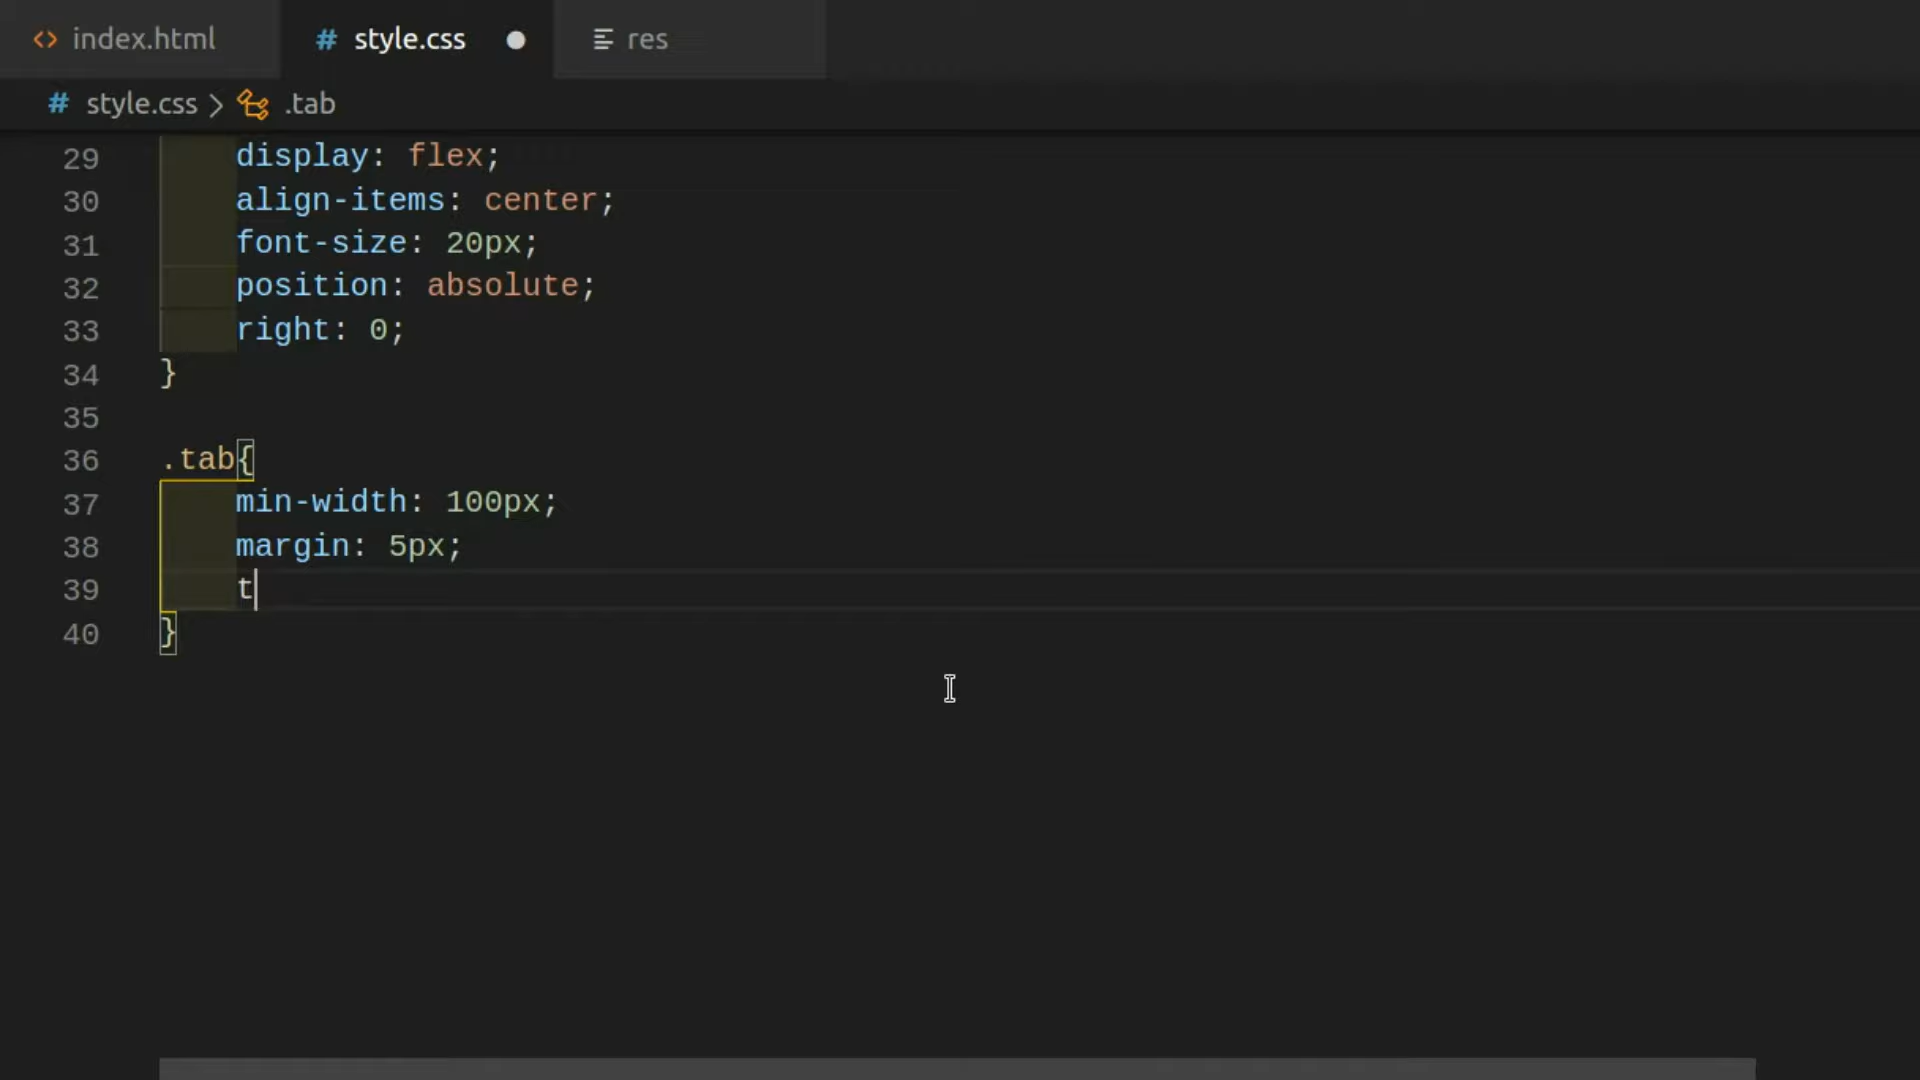 index.html style.css res
# style.css > .tab
29 display: flex;
30 align-items: center;
31 font-size: 20px;
32 position: absolute;
33 right: 0;
34 }
35
36 .tab{
37 min-width: 100px;
38 margin: 5px;
39 t
40 }